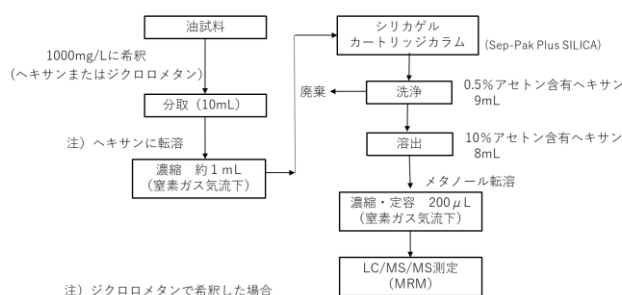 油試料
1000mg/Lに希釈
(ヘキサンまたはジクロロメタン)
分取（10mL）
注）ヘキサンに転溶
濃縮　約１mL
（窒素ガス気流下）
注）ジクロロメタンで希釈した場合
シリカゲル
カートリッジカラム
(Sep-Pak Plus SILICA)
廃棄
洗浄
0.5%アセトン含有ヘキサン
9mL
溶出
10%アセトン含有ヘキサン
8mL
メタノール転溶
濃縮・定容　200μL
（窒素ガス気流下）
LC/MS/MS測定
（MRM）